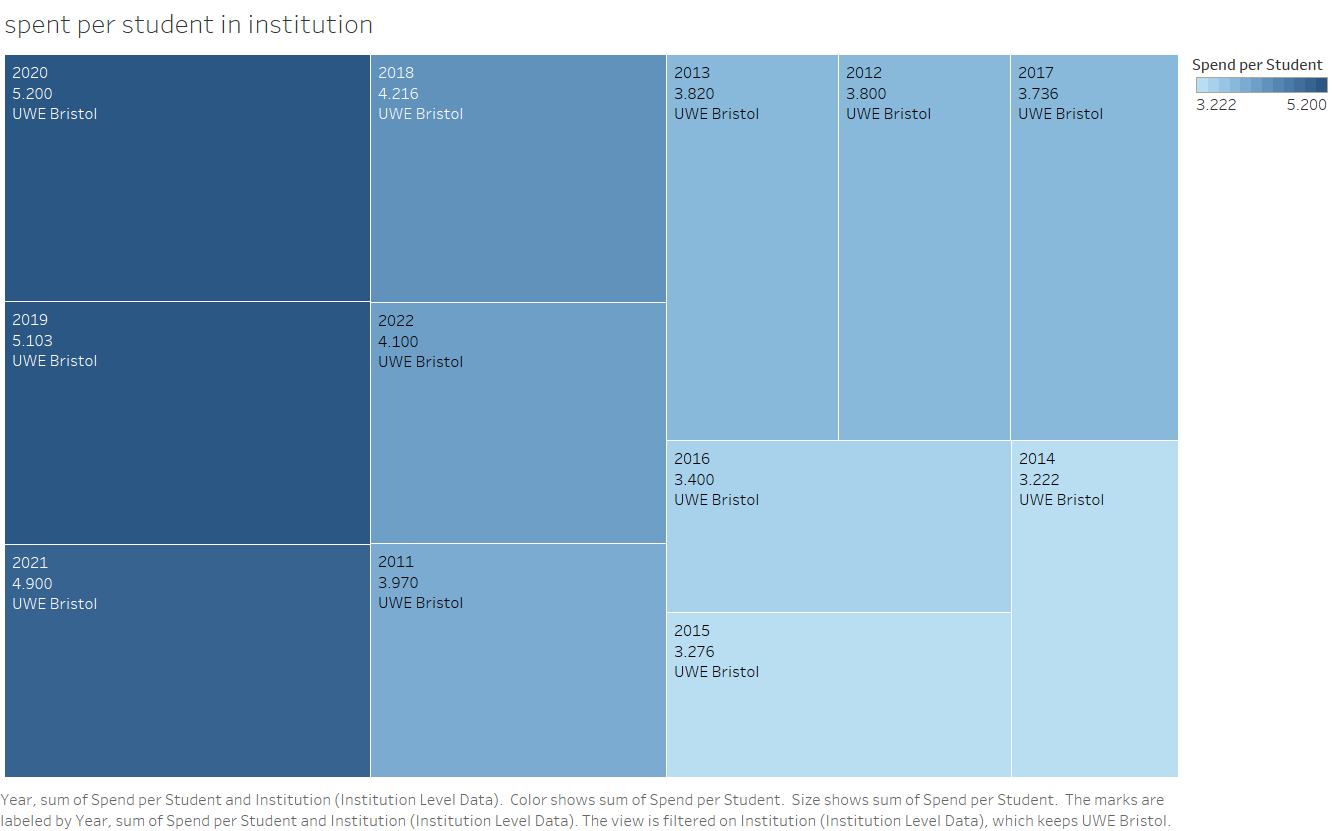 spent per student in institution
2020
5.200
UWE Bristol
2018
4.216
UWE Bristol
2013
3.820
UWE Bristol
2012
3.800
UWE Bristol
2017
3.736
UWE Bristol
Spend per Student
3.222 5.200
2019
5.103
UWE Bristol
2022
4.100
UWE Bristol
2016
3.400
UWE Bristol
2014
3.222
UWE Bristol
2021
4.900
UWE Bristol
2011
3.970
UWE Bristol
2015
3.276
UWE Bristol
Year, sum of Spend per Student and Institution (Institution Level Data).  Color shows sum of Spend per Student.  Size shows sum of Spend per Student.  The marks are
labeled by Year, sum of Spend per Student and Institution (Institution Level Data). The view is filtered on Institution (Institution Level Data), which keeps UWE Bristol.